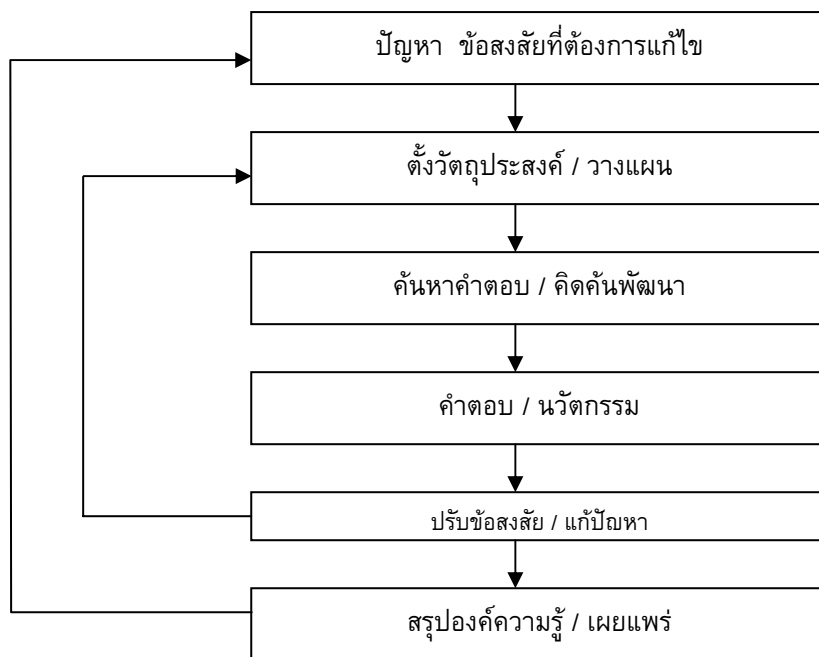 ปัญหา ข้อสงสัยที่ต้องการแก้ไข
ตั้งวัตถุประสงค์ / วางแผน
ค้นหาคำตอบ / คิดค้นพัฒนา
คำตอบ / นวัตกรรม
ปรับข้อสงสัย / แก้ปัญหา
สรุปองค์ความรู้ / เผยแพร่